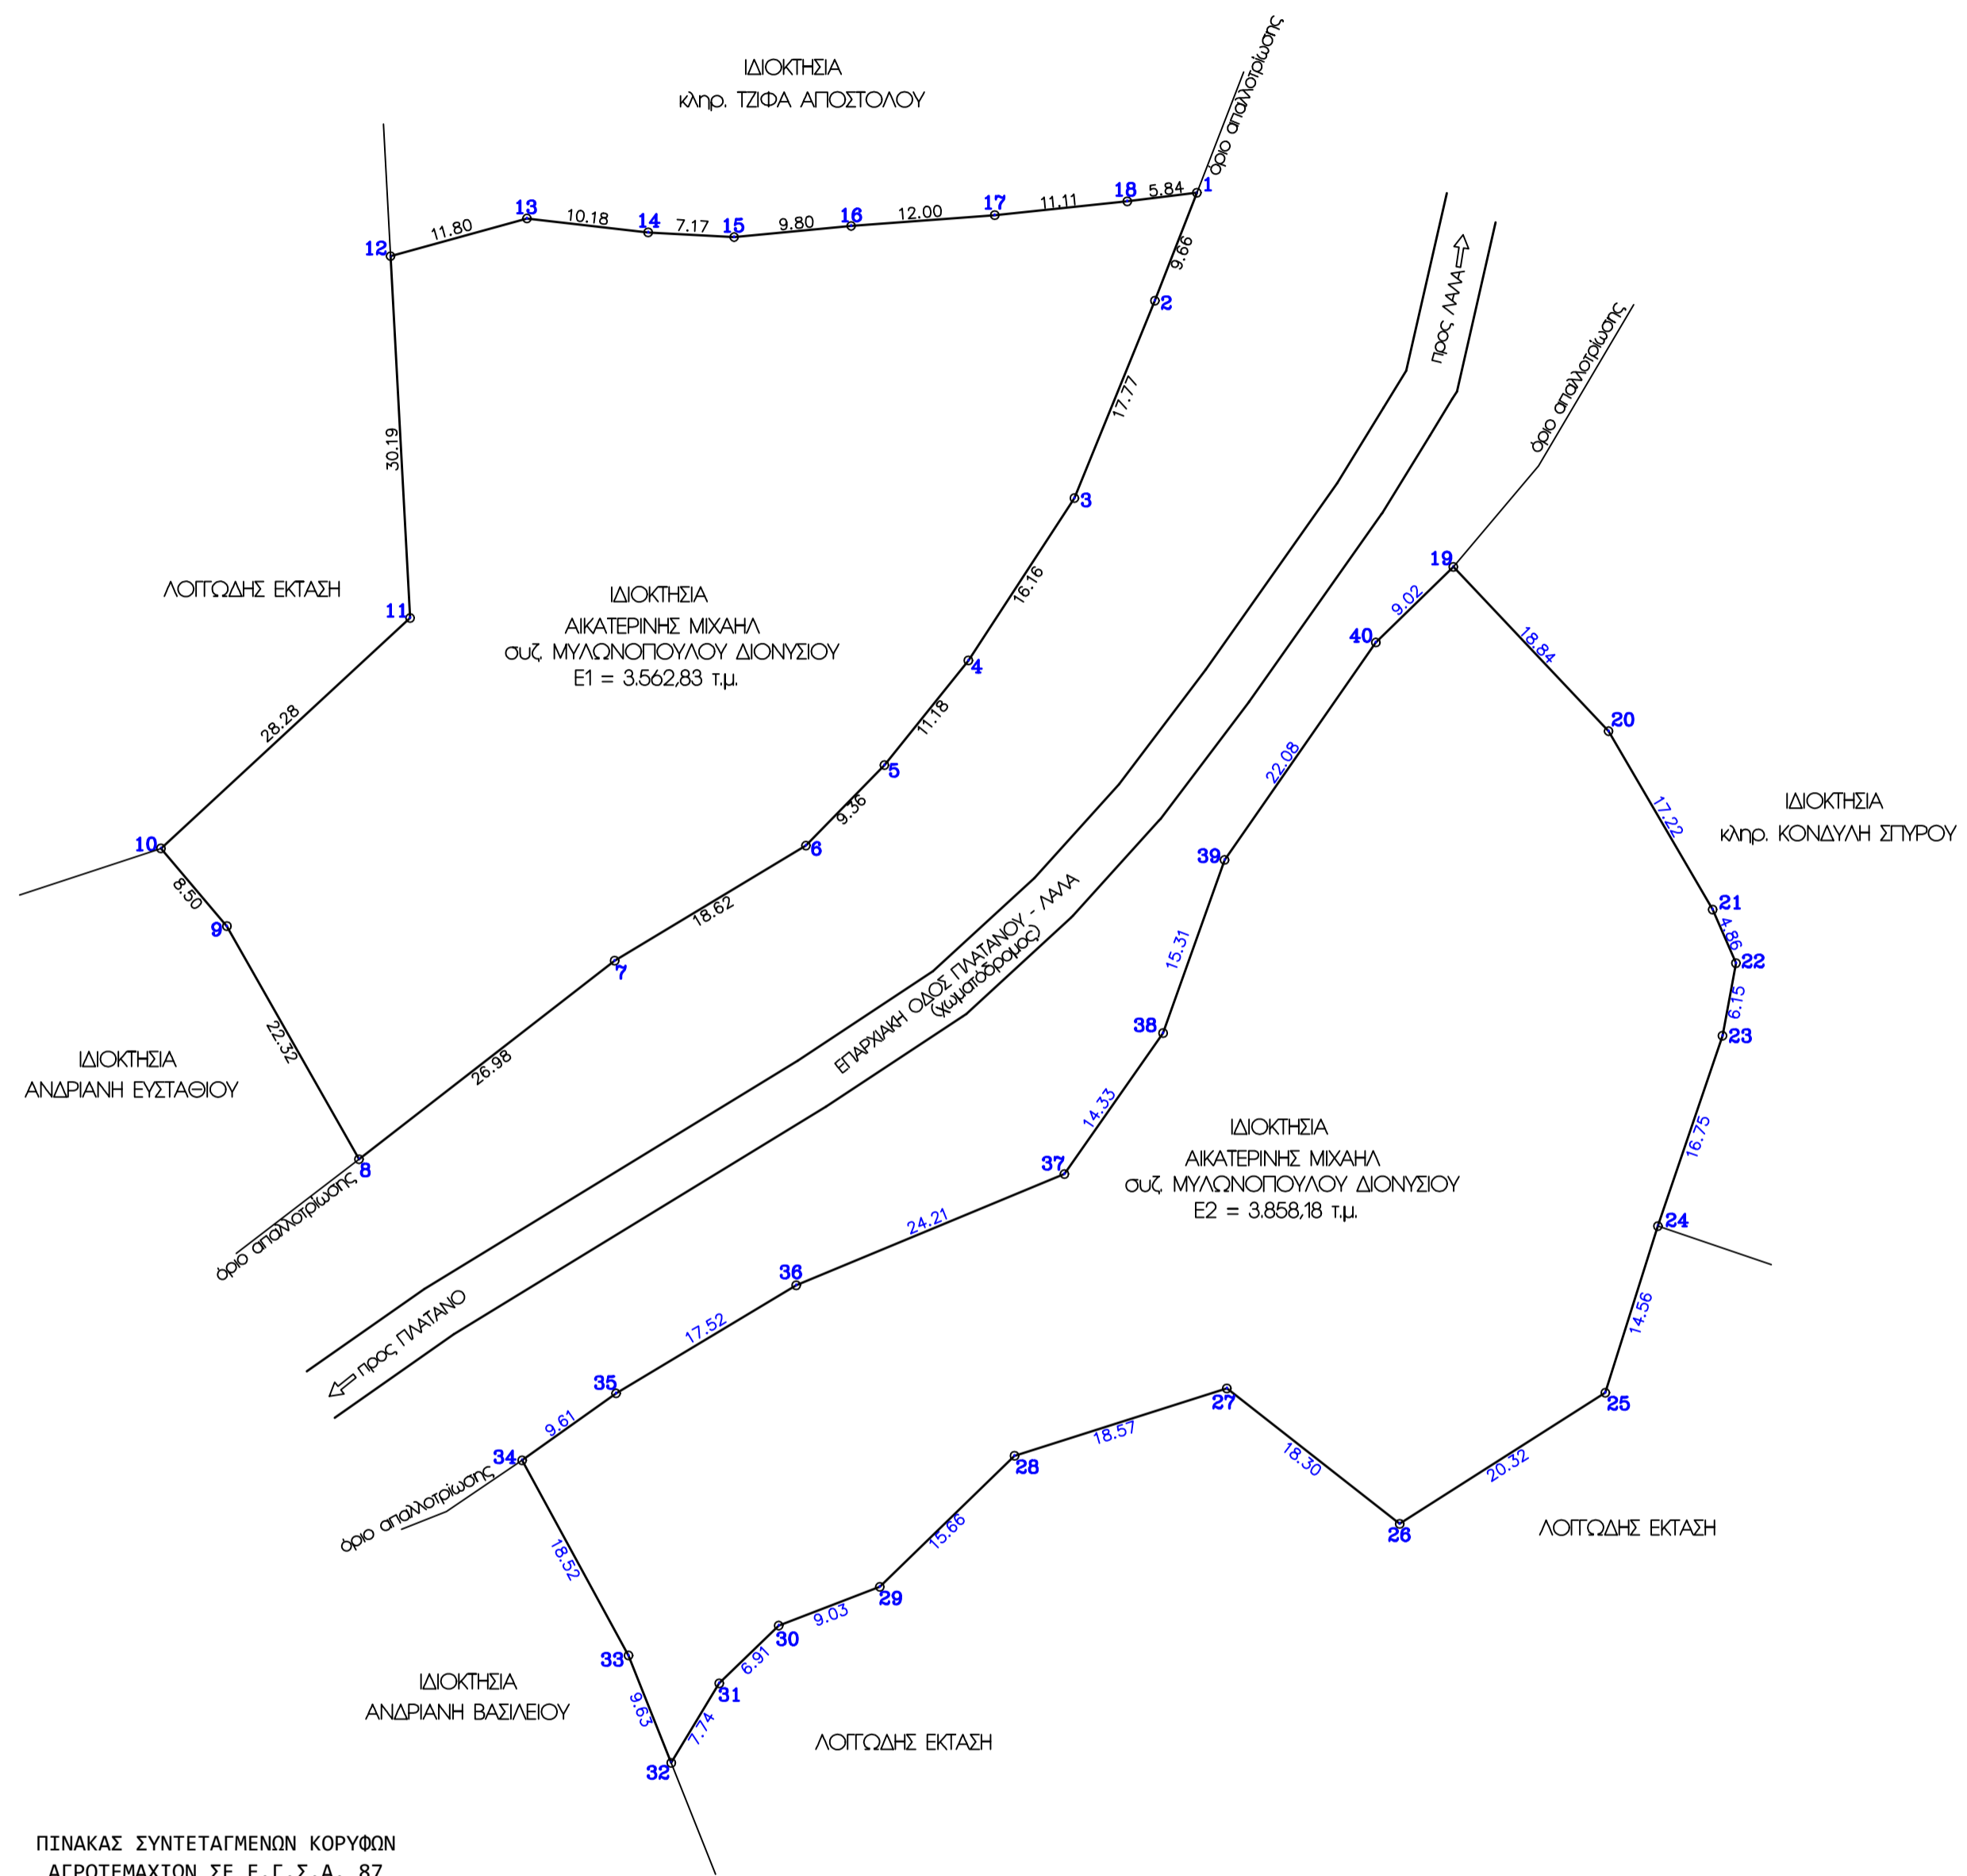 ΙΔΙΟΚΤΗΣΙΑ
κληρ. ΤΖΙΦΑ ΑΠΟΣΤΟΛΟΥ
όριο απαλλοτρίωσης
12
11.80
13
10.18
14
7.17
15
9.80
16
12.00
17
11.11
18
5.84
1
9.66
2
17.77
3
16.16
4
11.18
5
9.36
6
18.62
7
26.98
8
22.32
9
8.50
10
28.28
11
30.19
ΛΟΓΓΩΔΗΣ ΕΚΤΑΣΗ
ΙΔΙΟΚΤΗΣΙΑ
ΑΙΚΑΤΕΡΙΝΗΣ ΜΙΧΑΗΛ
συζ. ΜΥΛΩΝΟΠΟΥΛΟΥ ΔΙΟΝΥΣΙΟΥ
Ε1 = 3.562,83 τ.μ.
ΙΔΙΟΚΤΗΣΙΑ
ΑΝΔΡΙΑΝΗ ΕΥΣΤΑΘΙΟΥ
όριο απαλλοτρίωσης
προς ΛΑΛΑ
ΕΠΑΡΧΙΑΚΗ ΟΔΟΣ ΠΛΑΤΑΝΟΥ - ΛΑΛΑ
(χωματόδρομος)
προς ΠΛΑΤΑΝΟ
όριο απαλλοτρίωσης
19
18.84
20
17.22
21
4.86
22
6.15
23
16.75
24
14.56
25
20.32
26
18.30
27
18.57
28
15.66
29
9.03
30
6.91
31
7.74
32
9.63
33
18.52
34
9.61
35
17.52
36
24.21
37
14.33
38
15.31
39
22.08
40
9.02
ΙΔΙΟΚΤΗΣΙΑ
κληρ. ΚΟΝΔΥΛΗ ΣΠΥΡΟΥ
ΙΔΙΟΚΤΗΣΙΑ
ΑΙΚΑΤΕΡΙΝΗΣ ΜΙΧΑΗΛ
συζ. ΜΥΛΩΝΟΠΟΥΛΟΥ ΔΙΟΝΥΣΙΟΥ
Ε2 = 3.858,18 τ.μ.
ΛΟΓΓΩΔΗΣ ΕΚΤΑΣΗ
όριο απαλλοτρίωσης
ΙΔΙΟΚΤΗΣΙΑ
ΑΝΔΡΙΑΝΗ ΒΑΣΙΛΕΙΟΥ
ΛΟΓΓΩΔΗΣ ΕΚΤΑΣΗ
ΠΙΝΑΚΑΣ ΣΥΝΤΕΤΑΓΜΕΝΩΝ ΚΟΡΥΦΩΝ
ΑΓΡΟΤΕΜΑΧΙΩΝ ΣΕ Ε.Γ.Σ.Α. 87